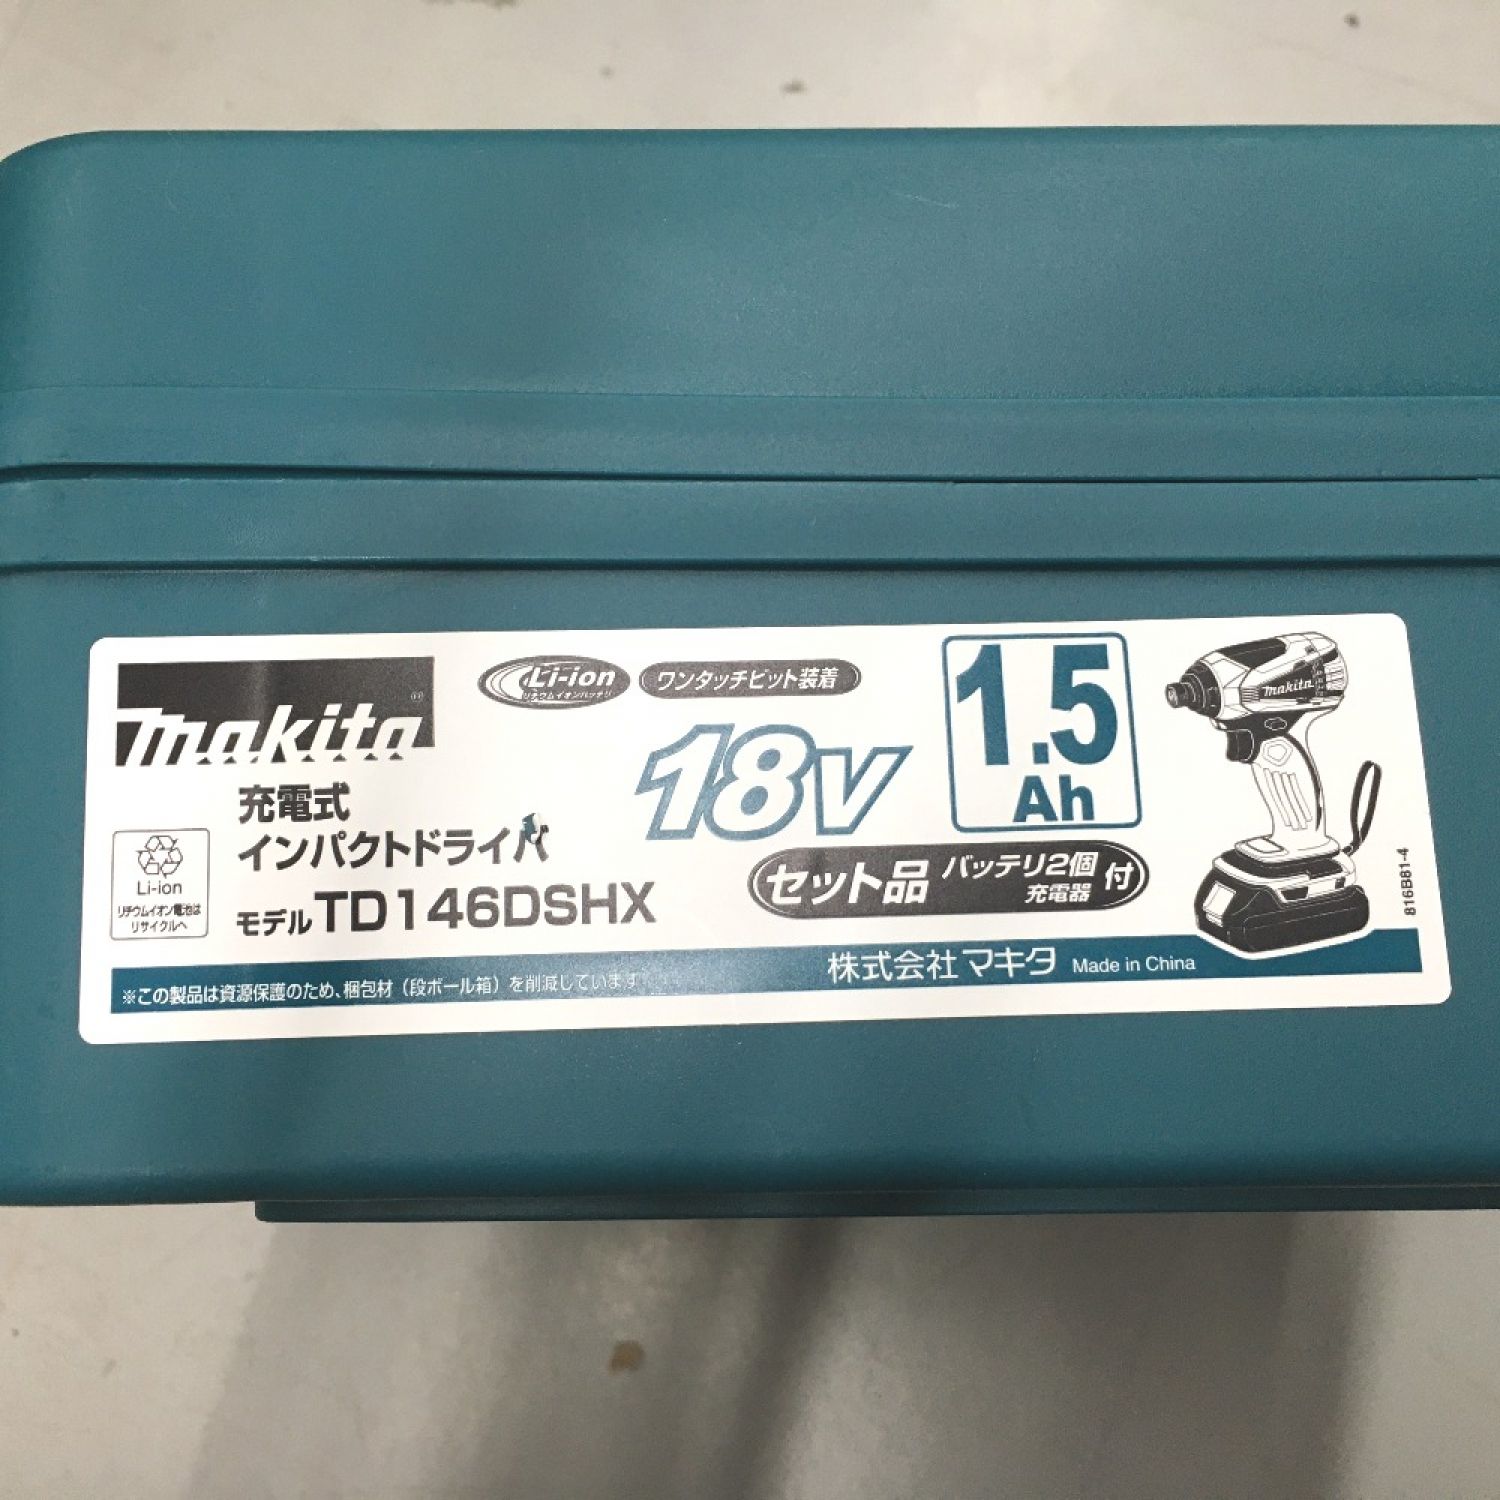 makita®
Li-ion
リチウムイオンバッテリ
ワンタッチビット装着
18V
1.5
Ah
充電式
インパクトドライバ
モデル TD146DSHX
セット品 バッテリ2個 充電器 付
Li-ion
リチウムイオン電池は
リサイクルへ
makita
816B81-4
※この製品は資源保護のため、梱包材（段ボール箱）を削減しています
株式会社マキタ Made in China